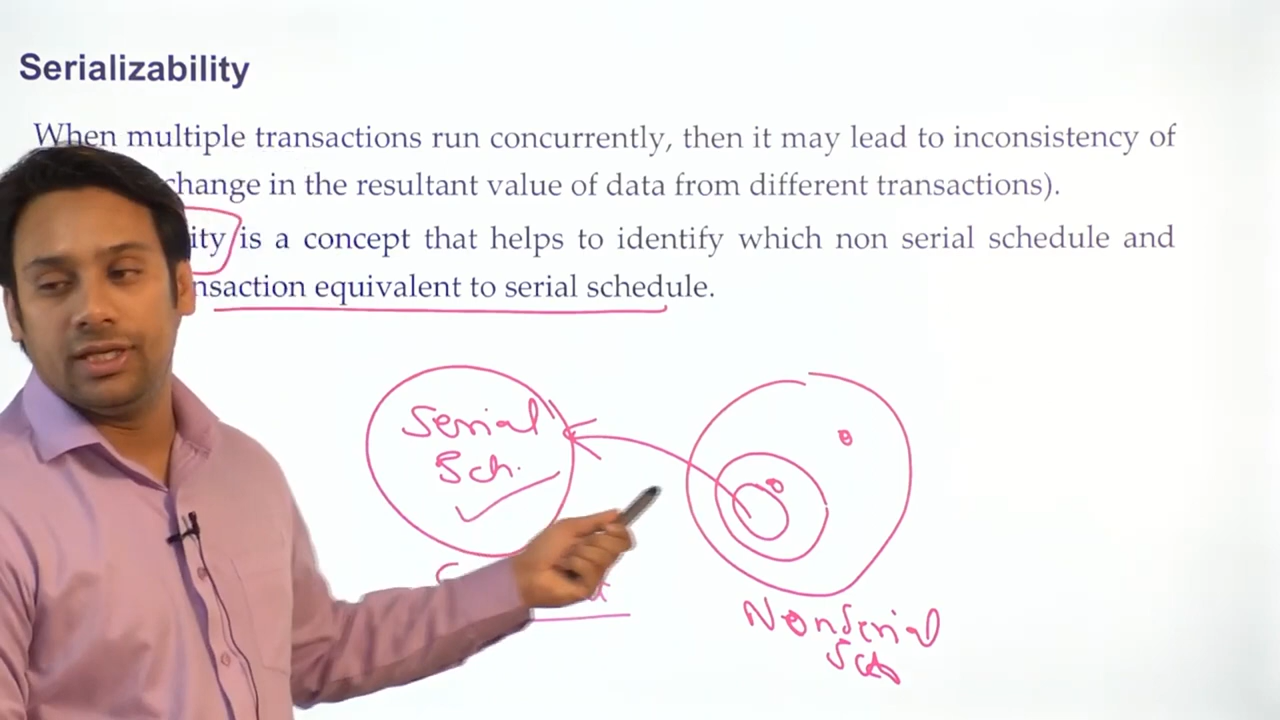 Serializability
When multiple transactions run concurrently, then it may lead to inconsistency of
change in the resultant value of data from different transactions).
ity is a concept that helps to identify which non serial schedule and
nsaction equivalent to serial schedule.
Serial
Sch.
NonSerial
Sch